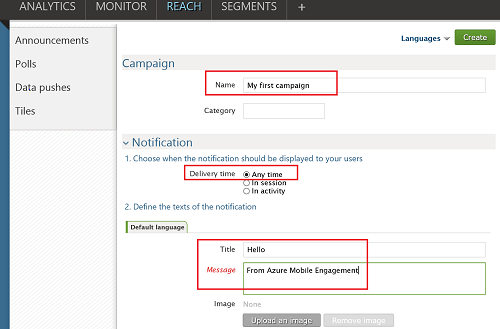 ANALYTICS MONITOR REACH SEGMENTS +
Announcements
Polls
Data pushes
Tiles
Languages Create
Campaign
Name My first campaign
Category
Notification
1. Choose when the notification should be displayed to your users
Delivery time Any time
In session
In activity
2. Define the texts of the notification
Default language
Title Hello
Message From Azure Mobile Engagement
Image None
Upload an image Remove image